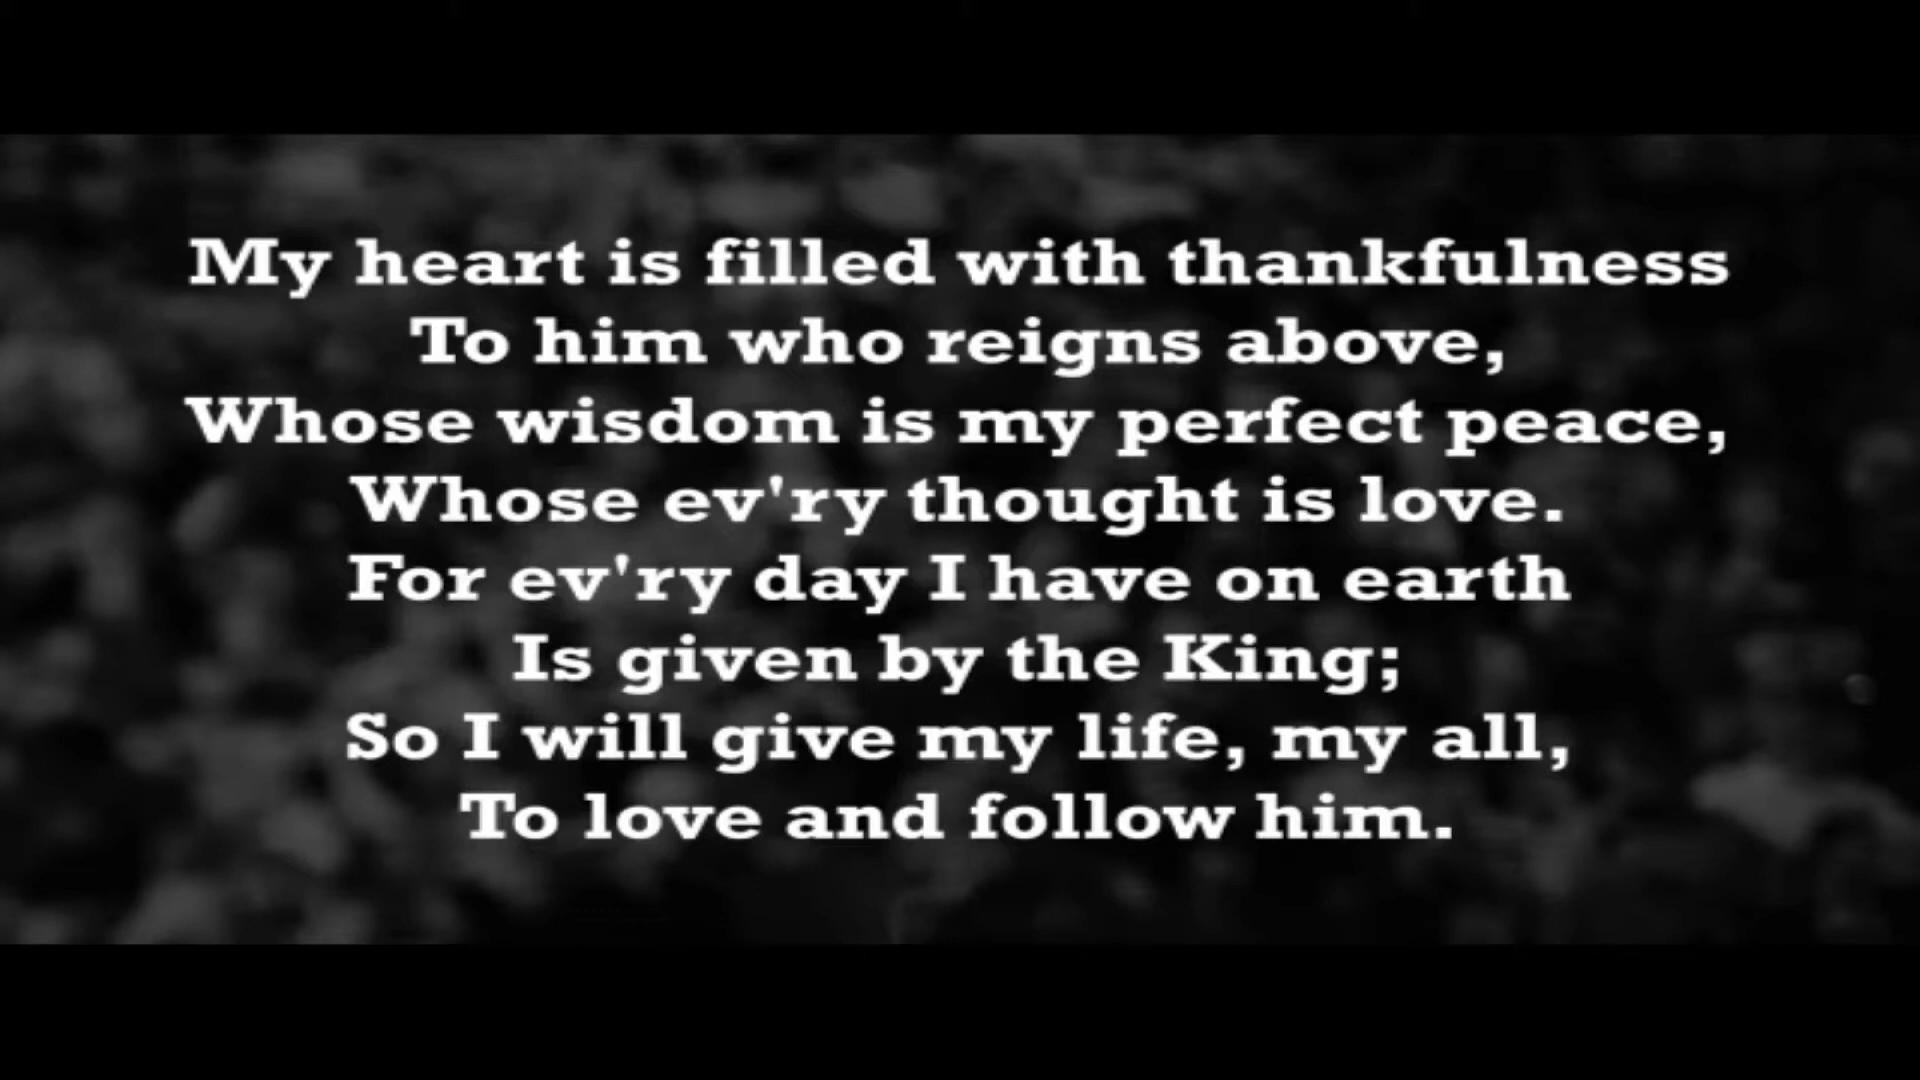 My heart is filled with thankfulness
To him who reigns above,
Whose wisdom is my perfect peace,
Whose ev'ry thought is love.
For ev'ry day I have on earth
Is given by the King;
So I will give my life, my all,
To love and follow him.